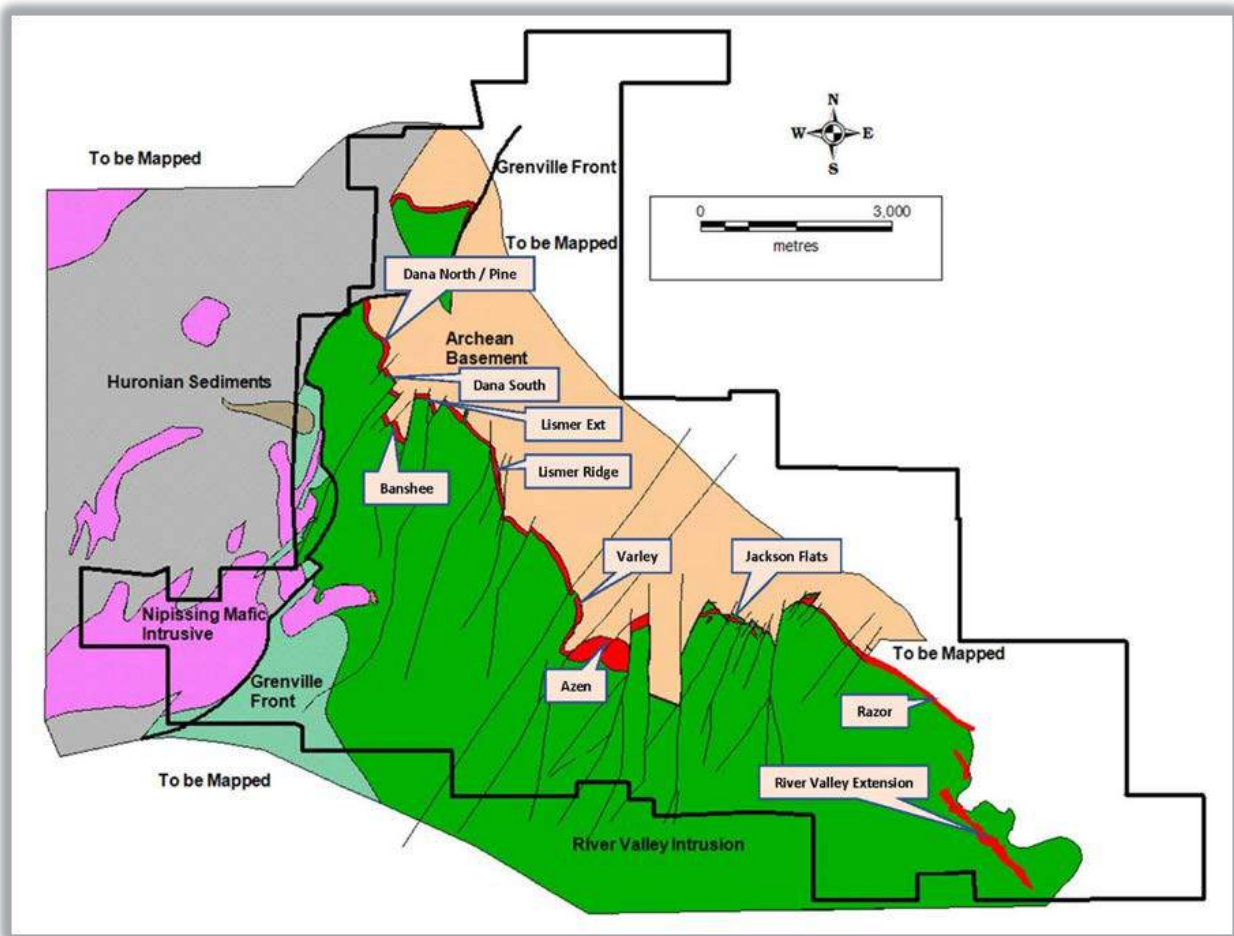 N
W
E
S
To be Mapped
Grenville Front
0
3,000
metres
To be Mapped
Dana North / Pine
Archean
Basement
Huronian Sediments
Dana South
Lismer Ext
Lismer Ridge
Banshee
Varley
Jackson Flats
Nipissing Mafic
Intrusive
To be Mapped
Grenville
Front
Azen
Razor
To be Mapped
River Valley Extension
River Valley Intrusion